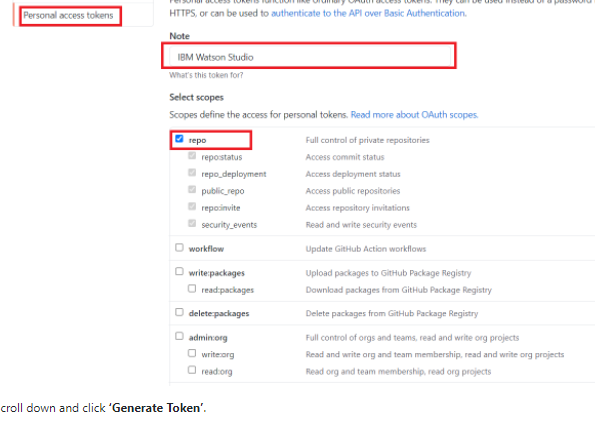 Personal access tokens function like ordinary OAuth access tokens. They can be used instead of a password
Personal access tokens
HTTPS, or can be used to authenticate to the API over Basic Authentication.
Note
IBM Watson Studio
What's this token for?
Select scopes
Scopes define the access for personal tokens. Read more about OAuth scopes.
repo Full control of private repositories
repo:status Access commit status
repo_deployment Access deployment status
public_repo Access public repositories
repo:invite Access repository invitations
security_events Read and write security events
workflow Update GitHub Action workflows
write:packages Upload packages to GitHub Package Registry
read:packages Download packages from GitHub Package Registry
delete:packages Delete packages from GitHub Package Registry
admin:org Full control of orgs and teams, read and write org projects
write:org Read and write org and team membership, read and write org projects
read:org Read org and team membership, read org projects
croll down and click ‘Generate Token’.